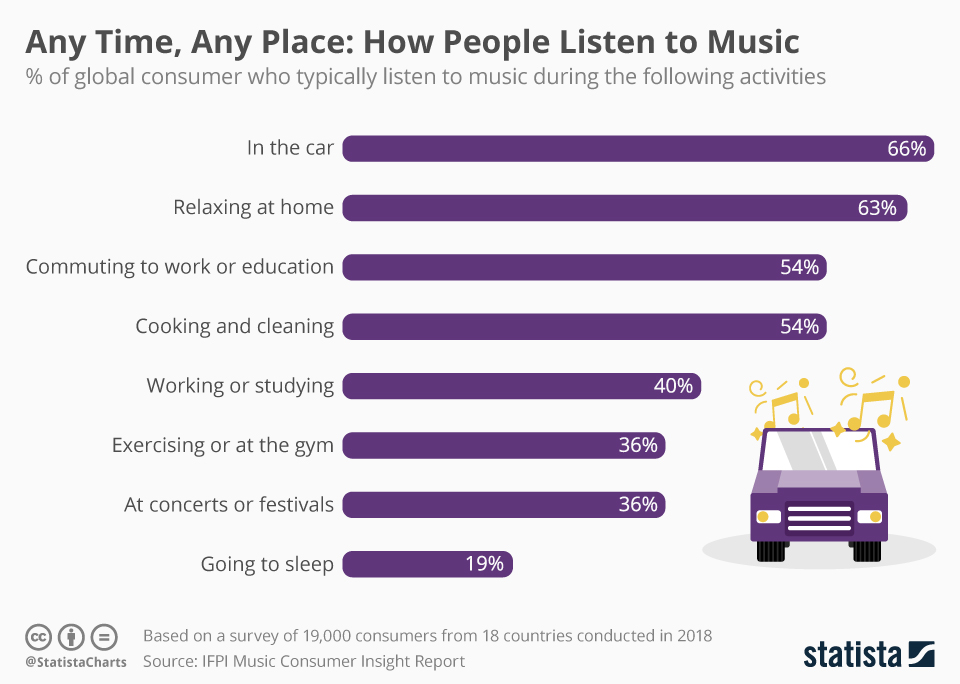 Any Time, Any Place: How People Listen to Music
% of global consumer who typically listen to music during the following activities
In the car 66%
Relaxing at home 63%
Commuting to work or education 54%
Cooking and cleaning 54%
Working or studying 40%
Exercising or at the gym 36%
At concerts or festivals 36%
Going to sleep 19%
cc
@StatistaCharts
Based on a survey of 19,000 consumers from 18 countries conducted in 2018
Source: IFPI Music Consumer Insight Report
statista